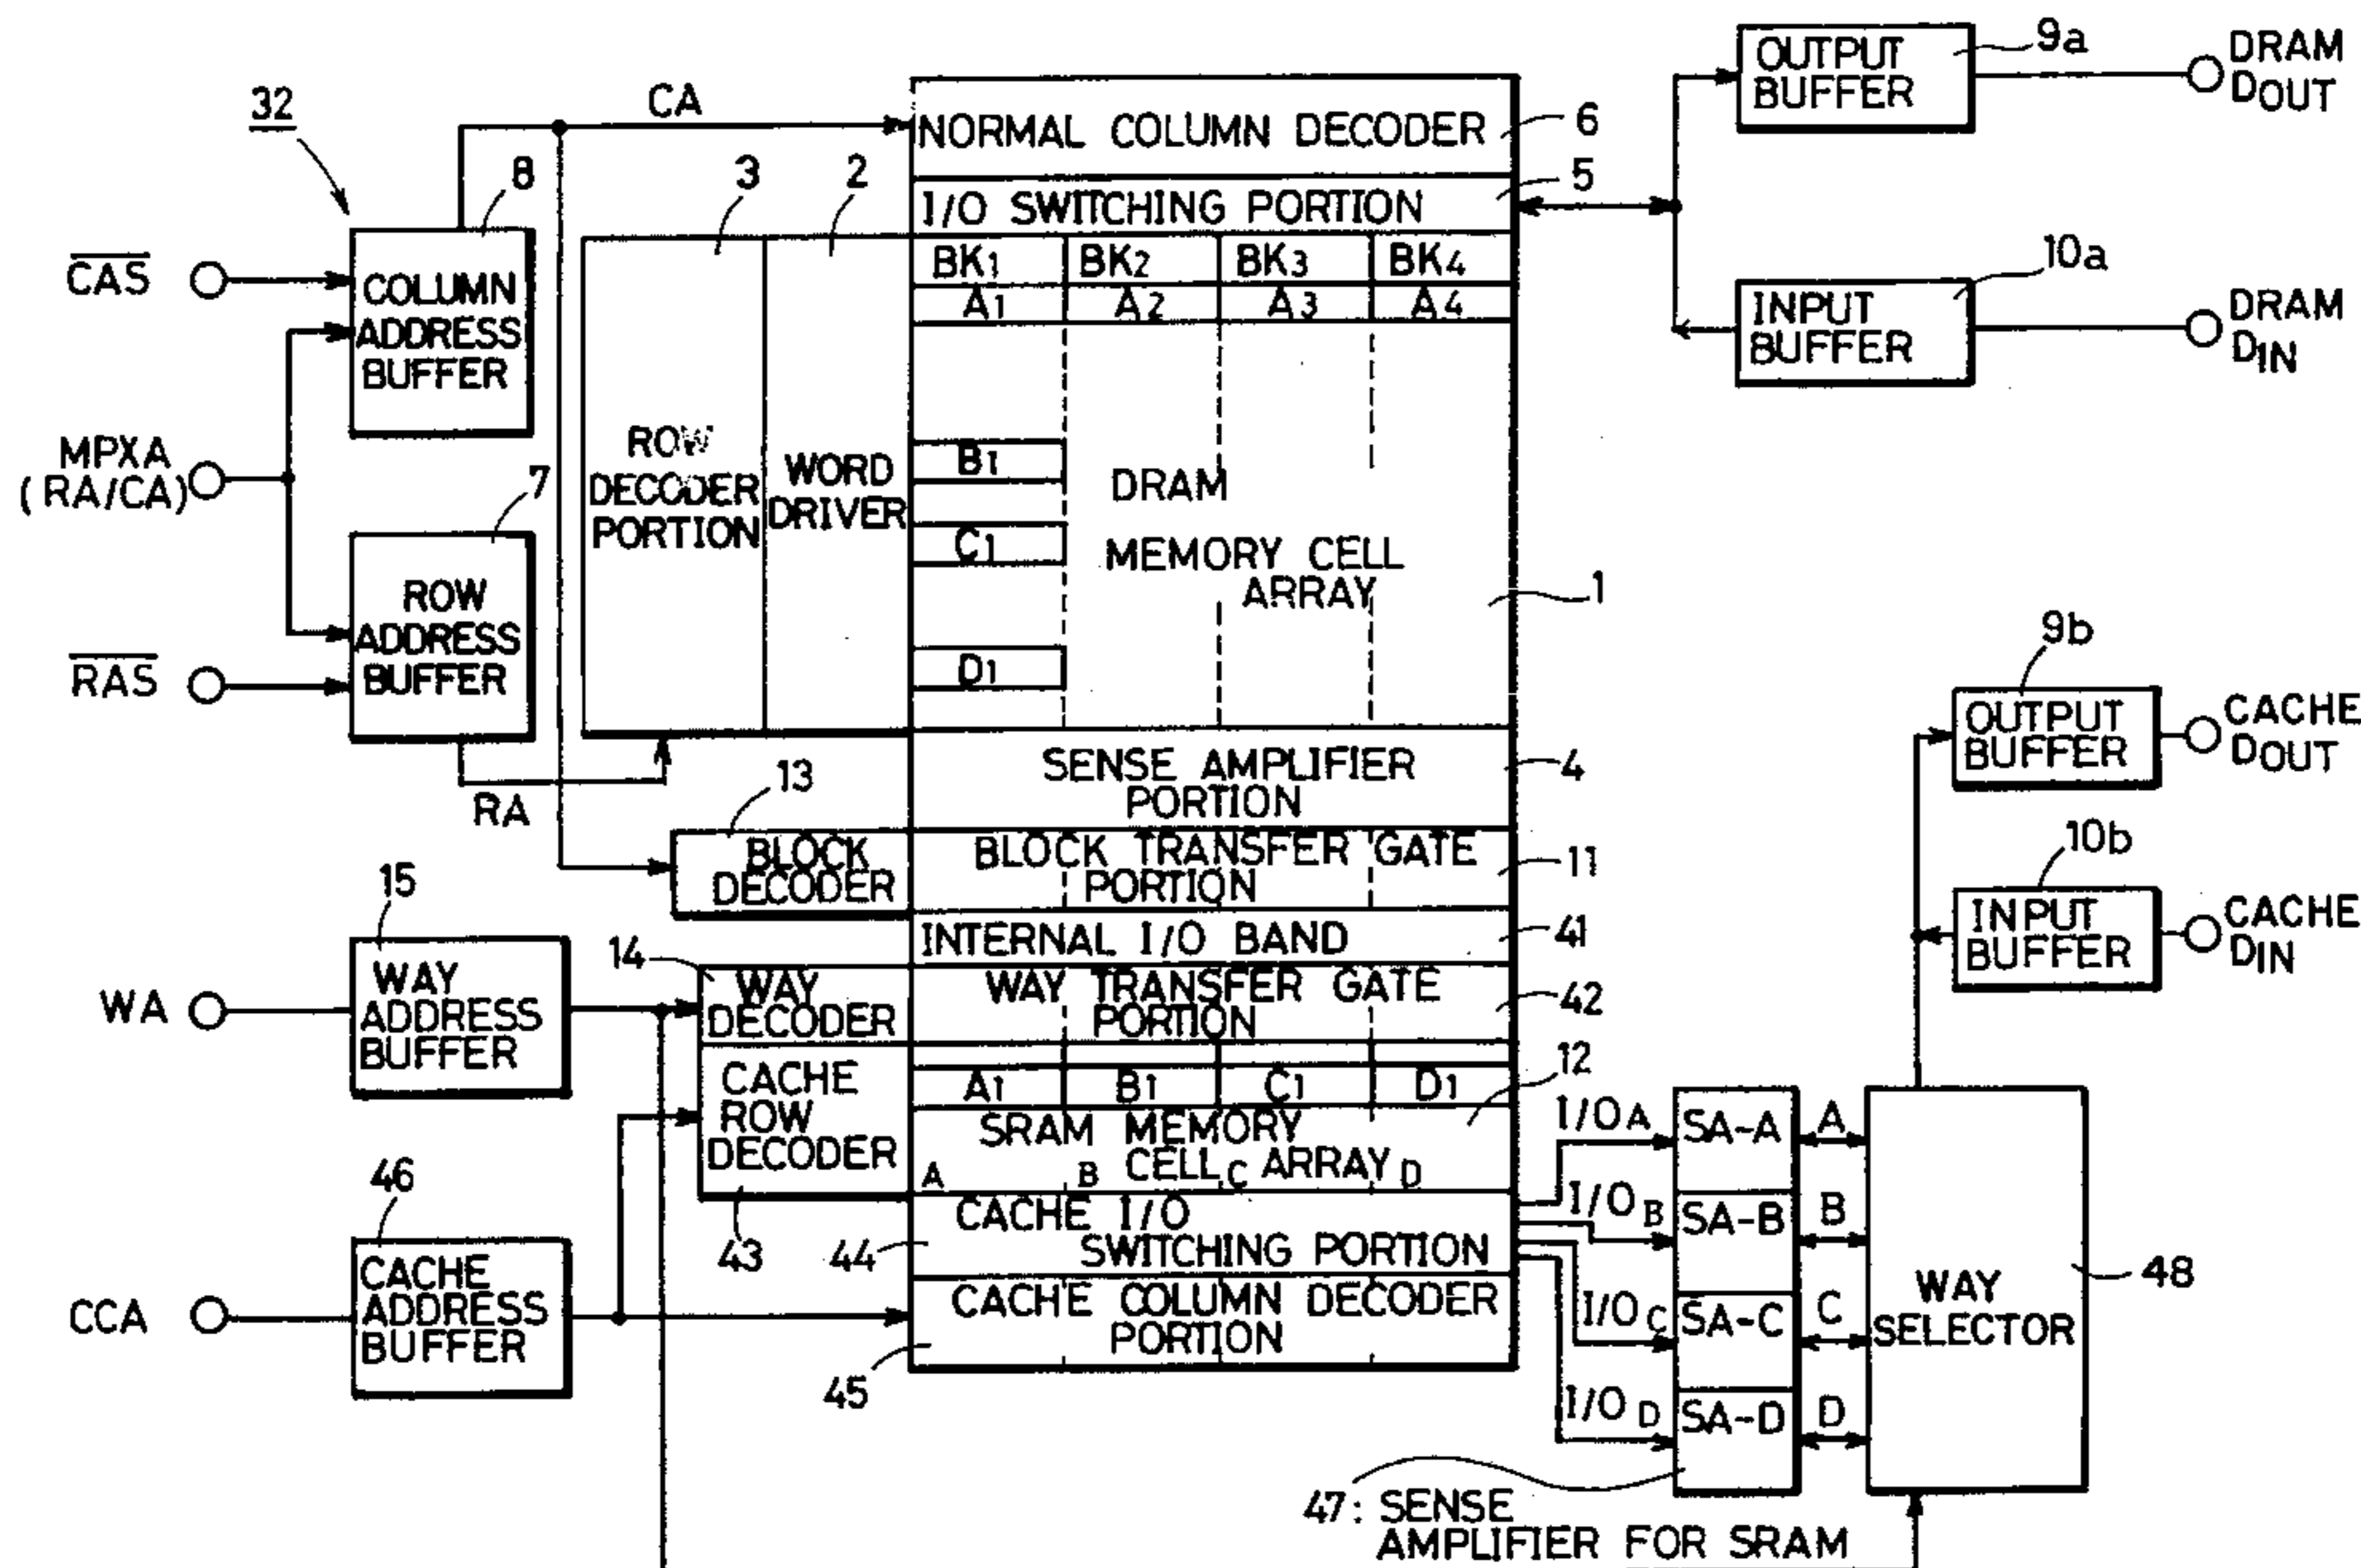 32
CAS
MPXA
(RA/CA)
RAS
WA
CCA
8
COLUMN
ADDRESS
BUFFER
7
ROW
ADDRESS
BUFFER
15
WAY
ADDRESS
BUFFER
46
CACHE
ADDRESS
BUFFER
CA
RA
3
2
ROW
DECODER
PORTION
WORD
DRIVER
13
BLOCK
DECODER
14
WAY
DECODER
CACHE
ROW
DECODER
43
NORMAL COLUMN DECODER
6
I/O SWITCHING PORTION
5
BK1 BK2 BK3 BK4
A1 A2 A3 A4
B1
C1
D1
DRAM
MEMORY CELL
ARRAY
1
SENSE AMPLIFIER
PORTION
4
BLOCK TRANSFER GATE
PORTION
11
INTERNAL I/O BAND
41
WAY TRANSFER GATE
PORTION
42
A1 B1 C1 D1
12
SRAM MEMORY
CELL ARRAY
A B C D
CACHE I/O
SWITCHING PORTION
44
CACHE COLUMN DECODER
PORTION
45
OUTPUT
BUFFER
9a
DRAM
DOUT
INPUT
BUFFER
10a
DRAM
DIN
9b
OUTPUT
BUFFER
CACHE
DOUT
10b
INPUT
BUFFER
CACHE
DIN
I/OA
I/OB
I/OC
I/OD
SA-A
SA-B
SA-C
SA-D
A
B
C
D
WAY
SELECTOR
48
47: SENSE
AMPLIFIER FOR SRAM